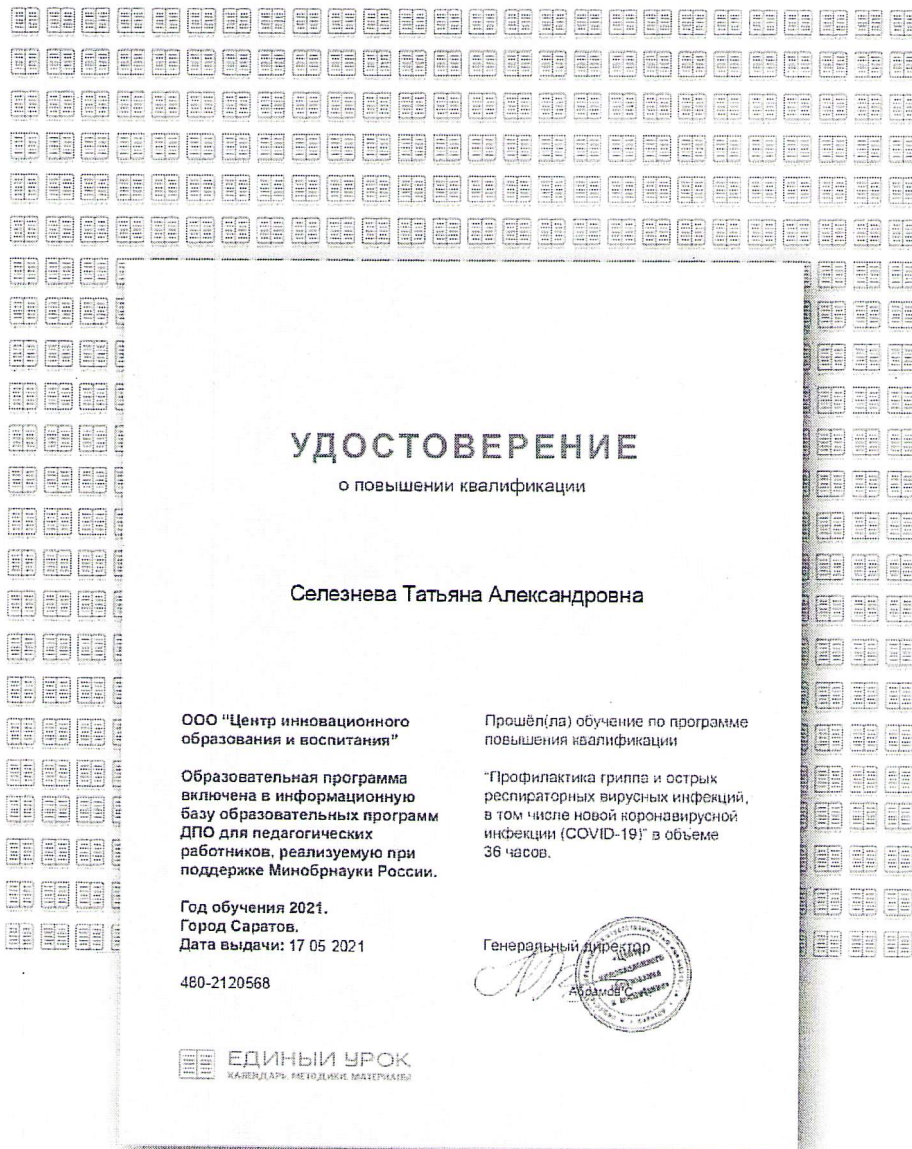 УДОСТОВЕРЕНИЕ
о повышении квалификации
Селезнева Татьяна Александровна
ООО "Центр инновационного
образования и воспитания"
Образовательная программа
включена в информационную
базу образовательных программ
ДПО для педагогических
работников, реализуемую при
поддержке Минобрнауки России.
Год обучения 2021.
Город Саратов.
Дата выдачи: 17 05 2021
480-2120568
Прошёл(ла) обучение по программе
повышения квалификации
"Профилактика гриппа и острых
респираторных вирусных инфекций,
в том числе новой коронавирусной
инфекции (COVID-19)" в объеме
36 часов.
Генеральный директор
Абрамов С
ЕДИНЫЙ УРОК
КАЛЕНДАРЬ, МЕТОДИКИ, МАТЕРИАЛЫ